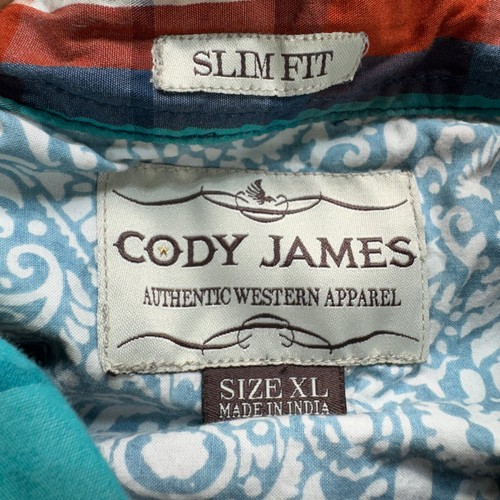 SLIM FIT
CODY JAMES
AUTHENTIC WESTERN APPAREL
SIZE XL
MADE IN INDIA